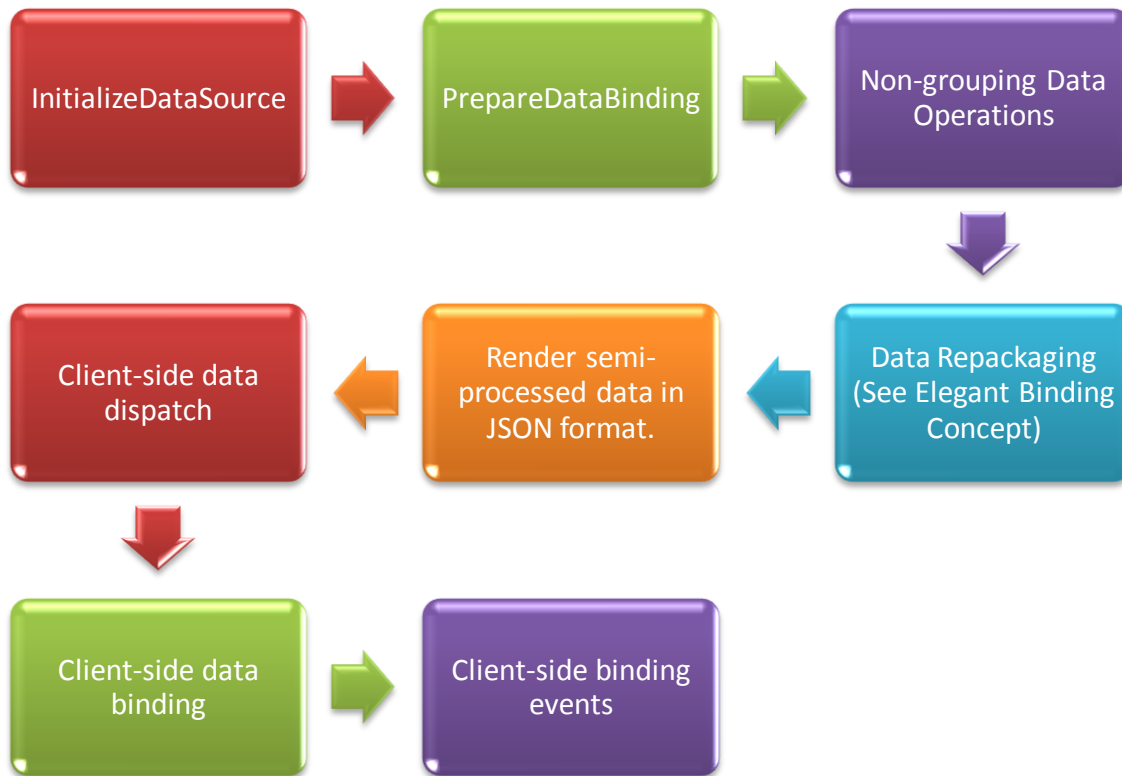 InitializeDataSource
PrepareDataBinding
Non-grouping Data
Operations
Client-side data
dispatch
Render semi-
processed data in
JSON format.
Data Repackaging
(See Elegant Binding
Concept)
Client-side data
binding
Client-side binding
events